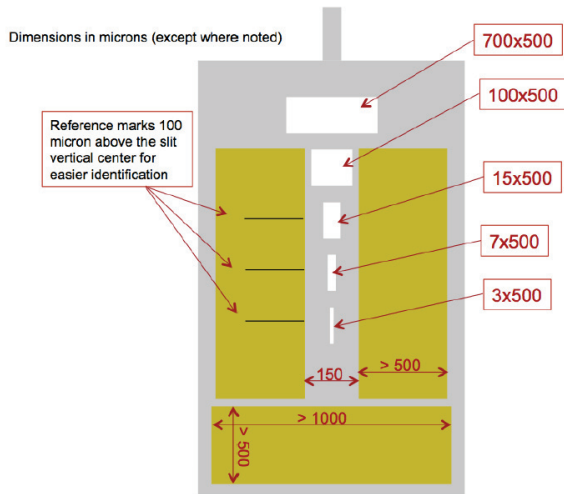 Dimensions in microns (except where noted)
700x500
100x500
Reference marks 100
micron above the slit
vertical center for
easier identification
15x500
7x500
3x500
> 500
150
> 1000
> 500